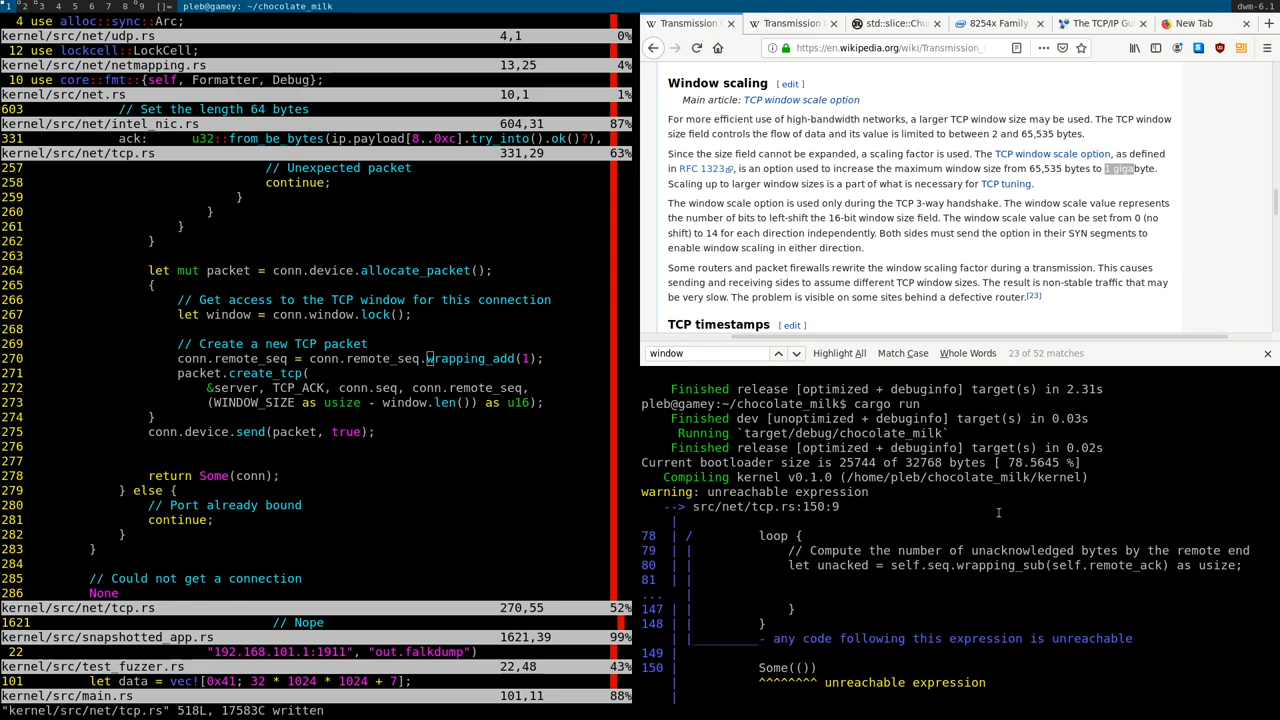 1 2 3 4 5 6 7 8 9 []= pleb@gamey: ~/chocolate_milk dwm-6.1
4 use alloc::sync::Arc;
kernel/src/net/udp.rs 4,1 0%
12 use lockcell::LockCell;
kernel/src/net/netmapping.rs 13,25 4%
10 use core::fmt::{self, Formatter, Debug};
kernel/src/net.rs 10,1 1%
603 // Set the length 64 bytes
kernel/src/net/intel_nic.rs 604,31 87%
331 ack: u32::from_be_bytes(ip.payload[8..0xc].try_into().ok()?),
kernel/src/net/tcp.rs 331,29 63%
257 // Unexpected packet
258 continue;
259 }
260 }
261 }
262 }
263
264 let mut packet = conn.device.allocate_packet();
265 {
266 // Get access to the TCP window for this connection
267 let window = conn.window.lock();
268
269 // Create a new TCP packet
270 conn.remote_seq = conn.remote_seq.wrapping_add(1);
271 packet.create_tcp(
272 &server, TCP_ACK, conn.seq, conn.remote_seq,
273 (WINDOW_SIZE as usize - window.len()) as u16);
274 }
275 conn.device.send(packet, true);
276
277
278 return Some(conn);
279 } else {
280 // Port already bound
281 continue;
282 }
283 }
284
285 // Could not get a connection
286 None
kernel/src/net/tcp.rs 270,55 52%
1621 // Nope
kernel/src/snapshotted_app.rs 1621,39 99%
22 "192.168.101.1:1911", "out.falkdump")
kernel/src/test_fuzzer.rs 22,48 43%
101 let data = vec![0x41; 32 * 1024 * 1024 + 7];
kernel/src/main.rs 101,11 88%
"kernel/src/net/tcp.rs" 518L, 17583C written
Transmission C Transmission C std::slice::Chu 8254x Family The TCP/IP Gu New Tab
https://en.wikipedia.org/wiki/Transmission_C
Window scaling [ edit ]
Main article: TCP window scale option
For more efficient use of high-bandwidth networks, a larger TCP window size may be used. The TCP window
size field controls the flow of data and its value is limited to between 2 and 65,535 bytes.
Since the size field cannot be expanded, a scaling factor is used. The TCP window scale option, as defined
in RFC 1323, is an option used to increase the maximum window size from 65,535 bytes to 1 gigabyte.
Scaling up to larger window sizes is a part of what is necessary for TCP tuning.
The window scale option is used only during the TCP 3-way handshake. The window scale value represents
the number of bits to left-shift the 16-bit window size field. The window scale value can be set from 0 (no
shift) to 14 for each direction independently. Both sides must send the option in their SYN segments to
enable window scaling in either direction.
Some routers and packet firewalls rewrite the window scaling factor during a transmission. This causes
sending and receiving sides to assume different TCP window sizes. The result is non-stable traffic that may
be very slow. The problem is visible on some sites behind a defective router.[23]
TCP timestamps [ edit ]
window Highlight All Match Case Whole Words 23 of 52 matches
Finished release [optimized + debuginfo] target(s) in 2.31s
pleb@gamey:~/chocolate_milk$ cargo run
Finished dev [unoptimized + debuginfo] target(s) in 0.03s
Running `target/debug/chocolate_milk`
Finished release [optimized + debuginfo] target(s) in 0.02s
Current bootloader size is 25744 of 32768 bytes [ 78.5645 %]
Compiling kernel v0.1.0 (/home/pleb/chocolate_milk/kernel)
warning: unreachable expression
--> src/net/tcp.rs:150:9
|
78 | / loop {
79 | | // Compute the number of unacknowledged bytes by the remote end
80 | | let unacked = self.seq.wrapping_sub(self.remote_ack) as usize;
81 | |
... |
147 | | }
148 | | }
| |_________- any code following this expression is unreachable
149 |
150 | Some(())
| ^^^^^^^^ unreachable expression
|